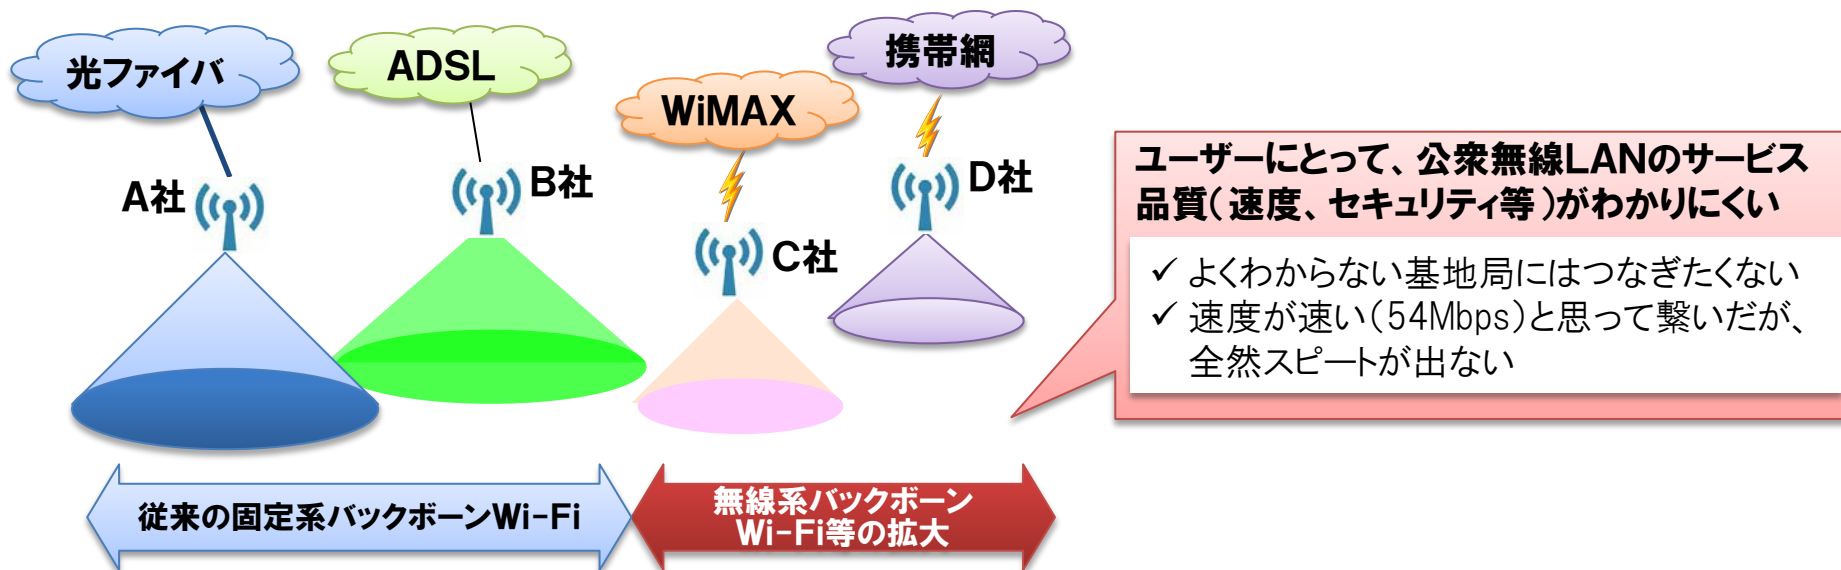 光ファイバ
ADSL
WiMAX
携帯網
A社
B社
C社
D社
ユーザーにとって、公衆無線LANのサービス
品質(速度、セキュリティ等)がわかりにくい
✓ よくわからない基地局にはつなぎたくない
✓ 速度が速い(54Mbps)と思って繋いだが、
全然スピートが出ない
従来の固定系バックボーンWi-Fi
無線系バックボーン
Wi-Fi等の拡大